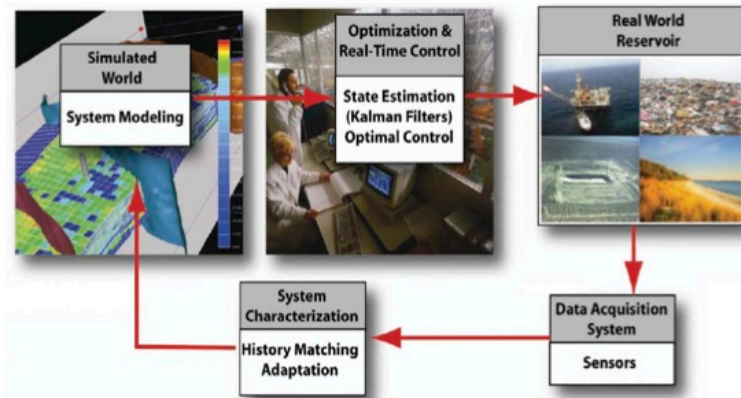 Simulated
World
System Modeling
Optimization &
Real-Time Control
State Estimation
(Kalman Filters)
Optimal Control
Real World
Reservoir
Data Acquisition
System
Sensors
System
Characterization
History Matching
Adaptation